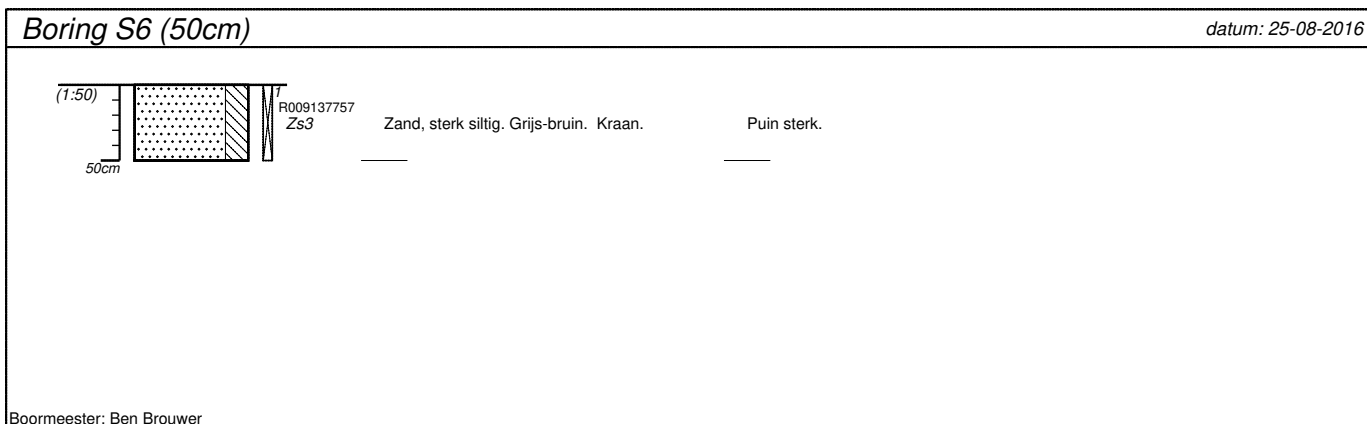 Boring S6 (50cm)
datum: 25-08-2016
(1:50)
1
R009137757
Zs3
Zand, sterk siltig. Grijs-bruin. Kraan.
Puin sterk.
50cm
Boormeester: Ben Brouwer